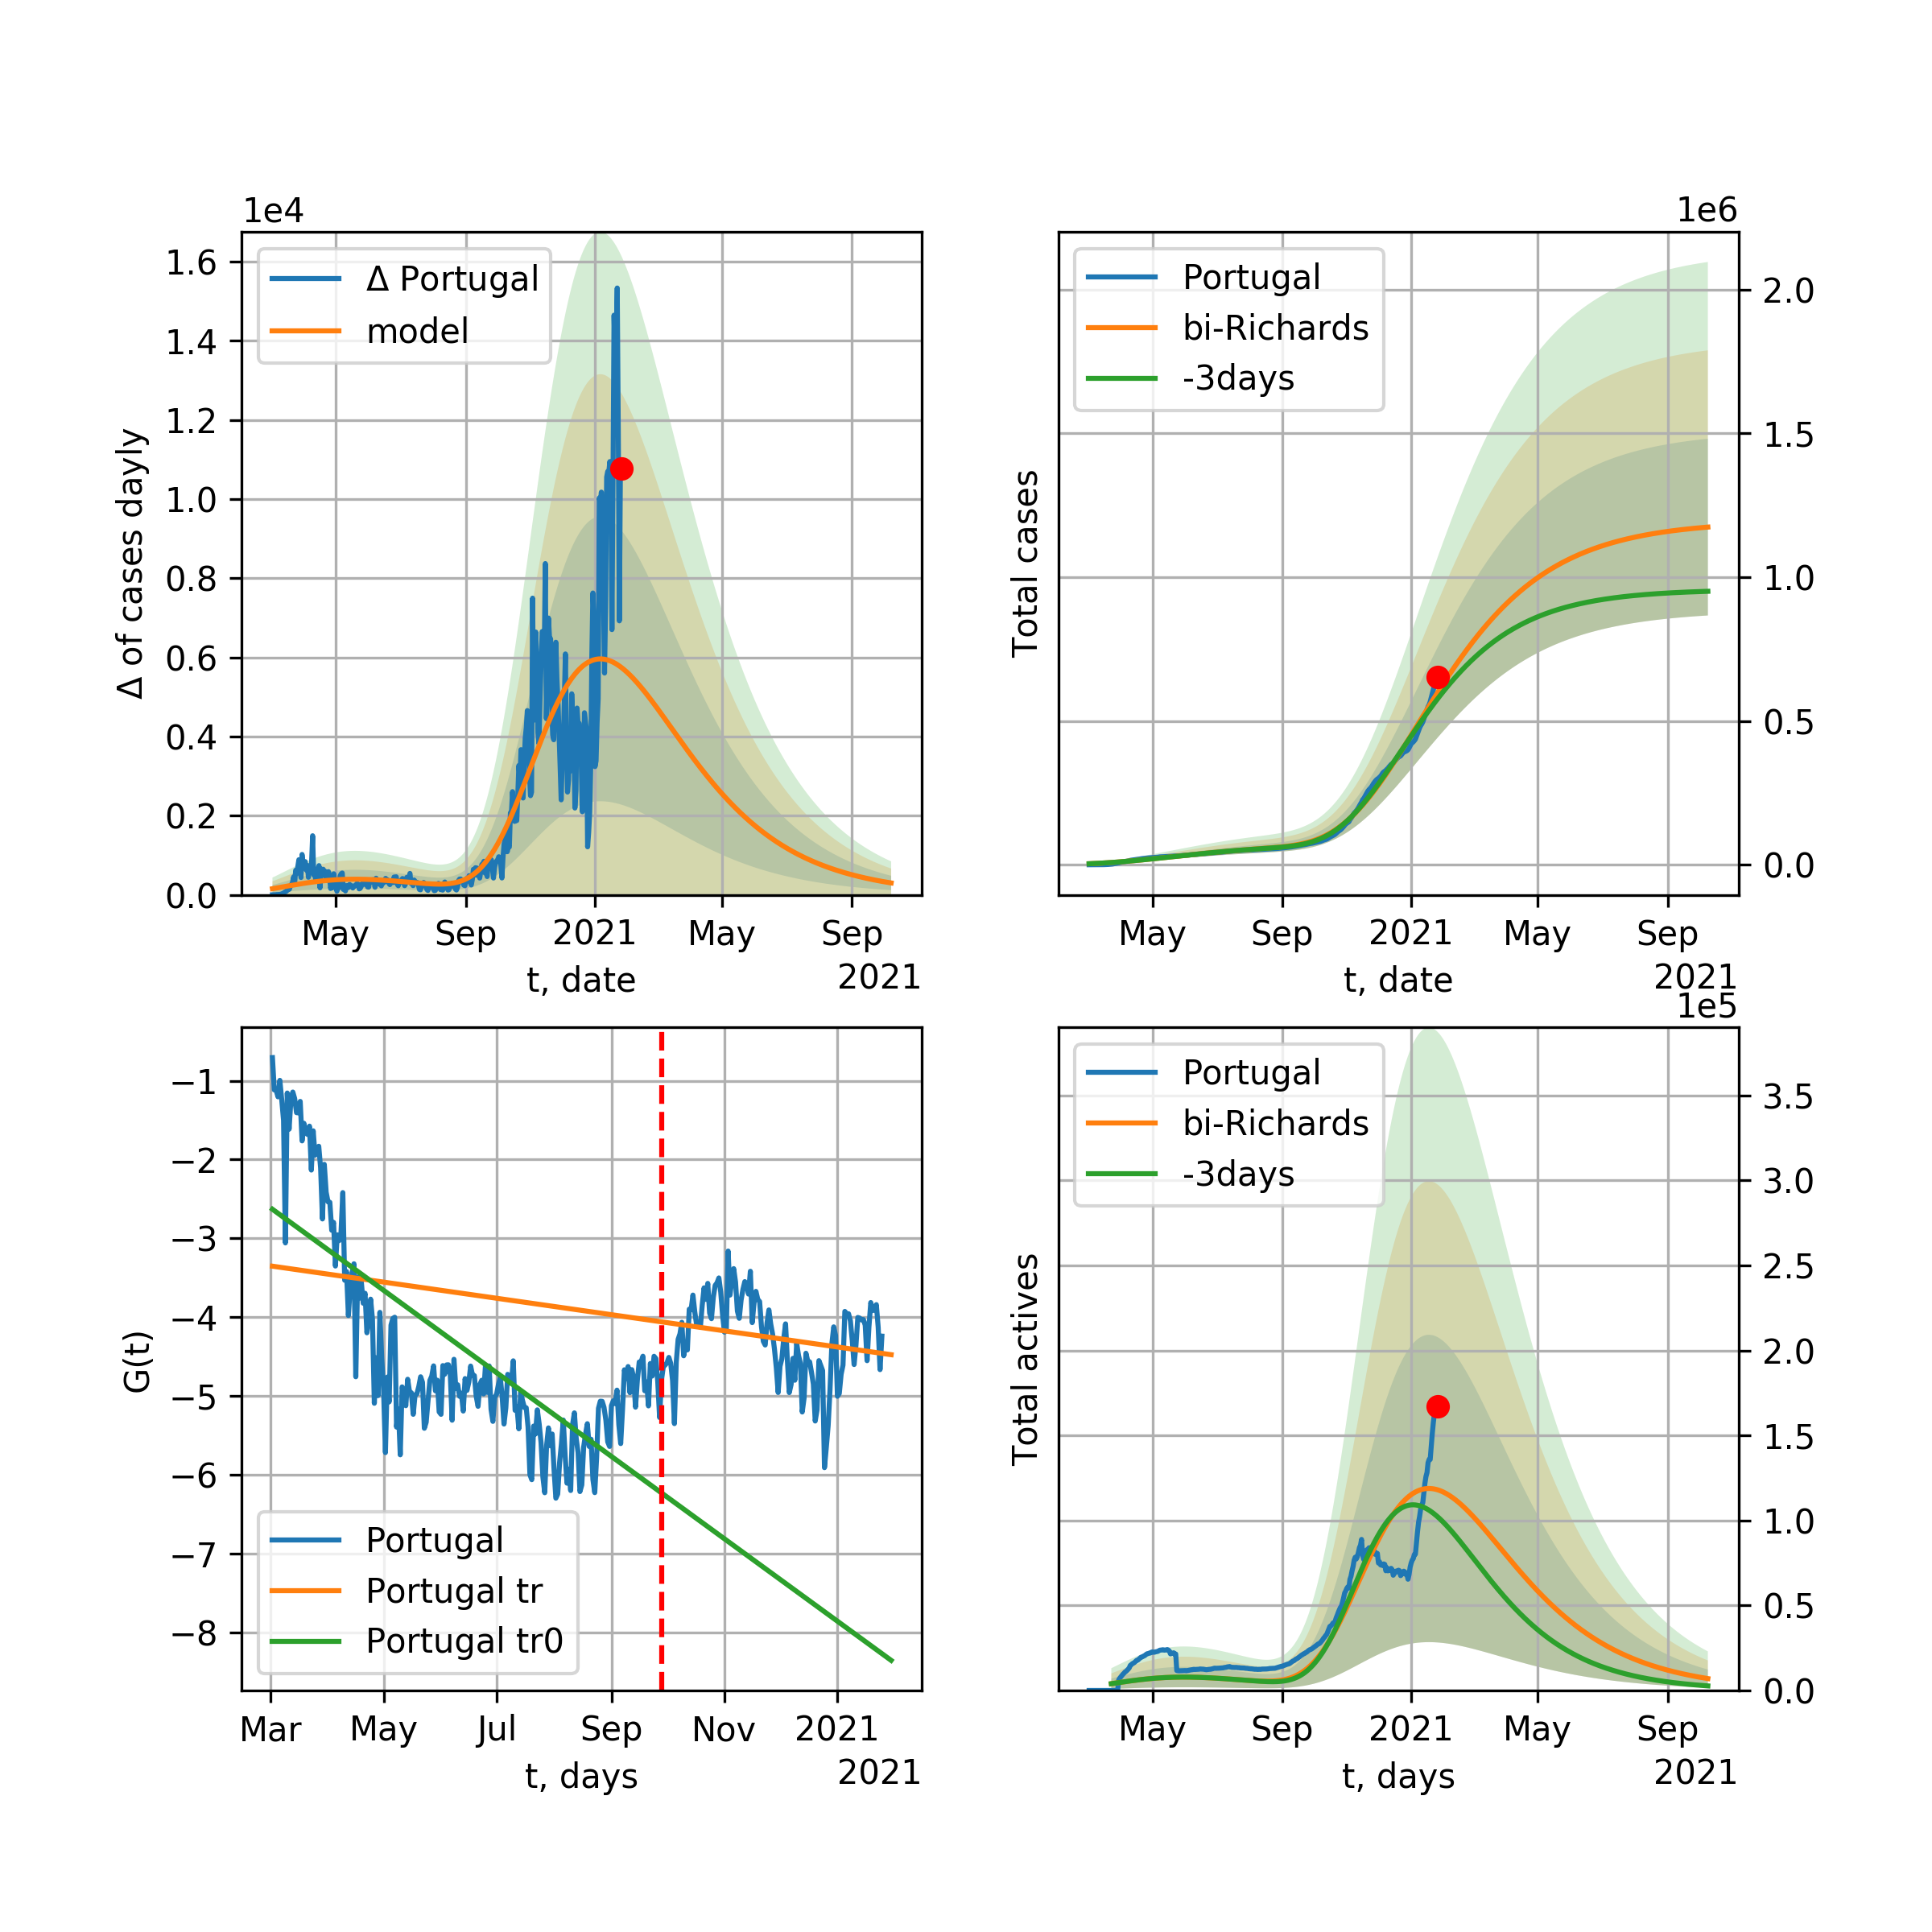 1e4
Δ Portugal
model
1.6
1.4
1.2
1.0
0.8
0.6
0.4
0.2
0.0
Δ of cases dayly
May Sep 2021 May Sep
t, date
2021
1e6
Portugal
bi-Richards
-3days
2.0
1.5
1.0
0.5
0.0
Total cases
May Sep 2021 May Sep
t, date
2021
−1
−2
−3
−4
−5
−6
−7
−8
G(t)
Portugal
Portugal tr
Portugal tr0
Mar May Jul Sep Nov 2021
t, days
2021
1e5
Portugal
bi-Richards
-3days
3.5
3.0
2.5
2.0
1.5
1.0
0.5
0.0
Total actives
May Sep 2021 May Sep
t, days
2021